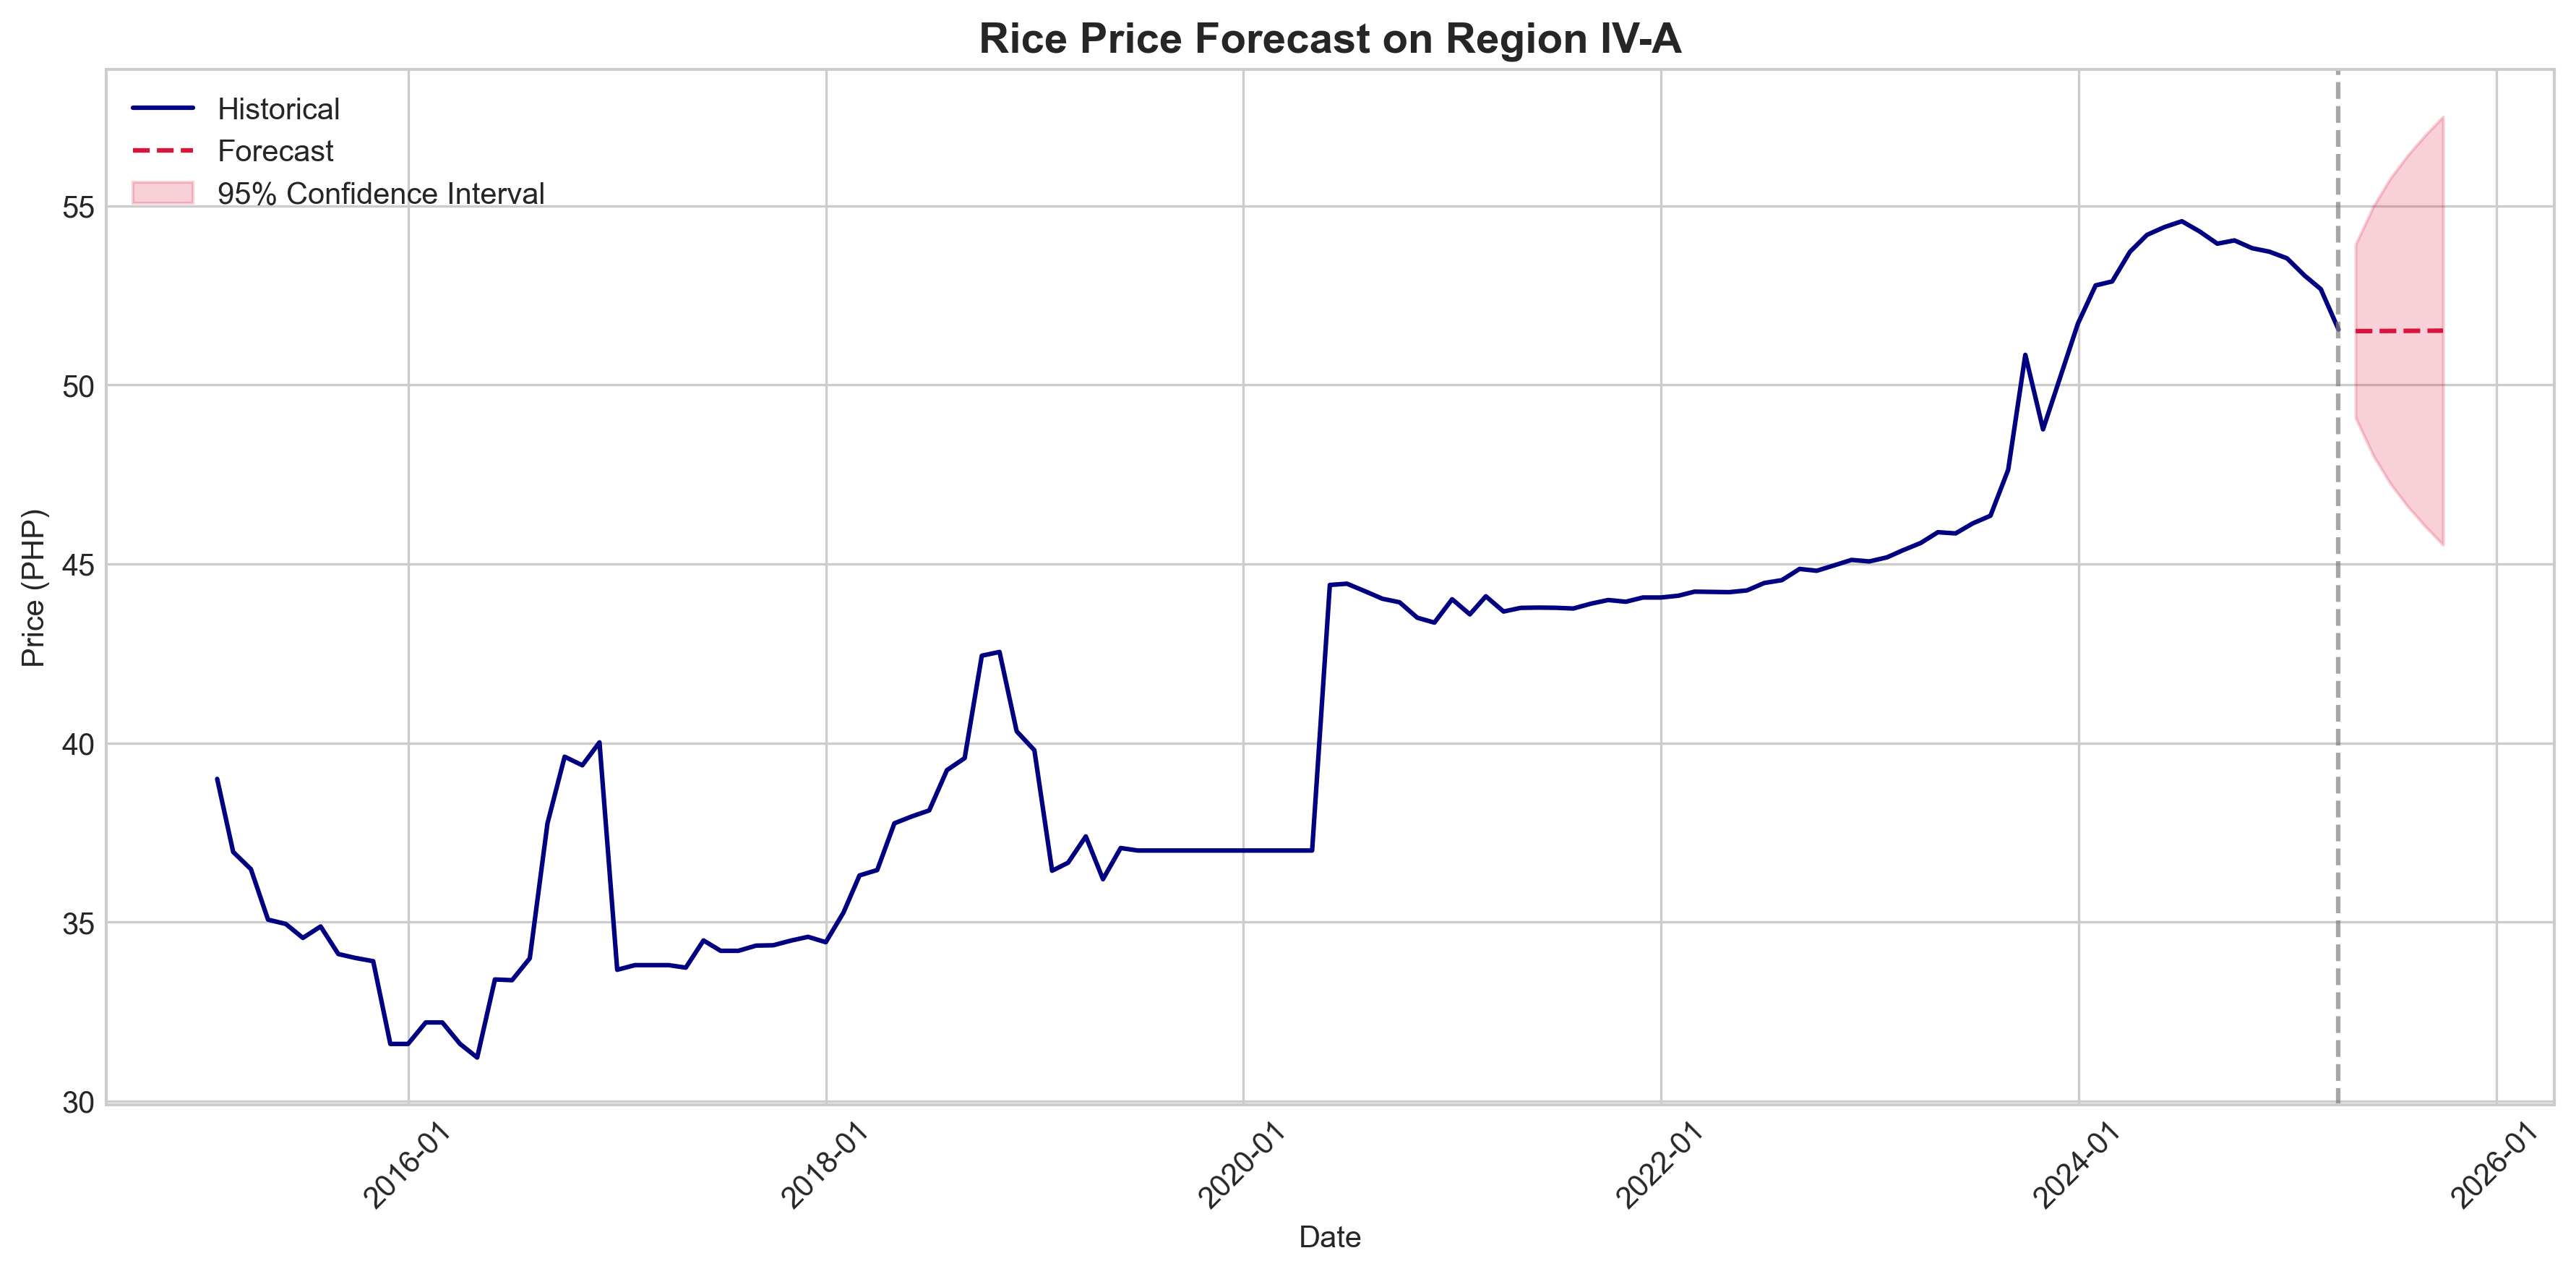 Rice Price Forecast on Region IV-A
Historical
Forecast
95% Confidence Interval
Price (PHP)
55
50
45
40
35
30
2016-01
2018-01
2020-01
2022-01
2024-01
2026-01
Date